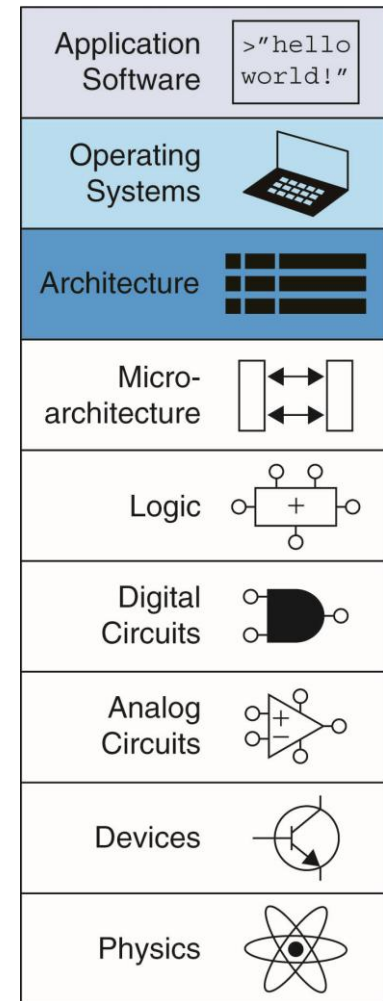 Application
Software
>"hello
world!"
Operating
Systems
Architecture
Micro-
architecture
Logic
+
Digital
Circuits
Analog
Circuits
+
−
Devices
Physics